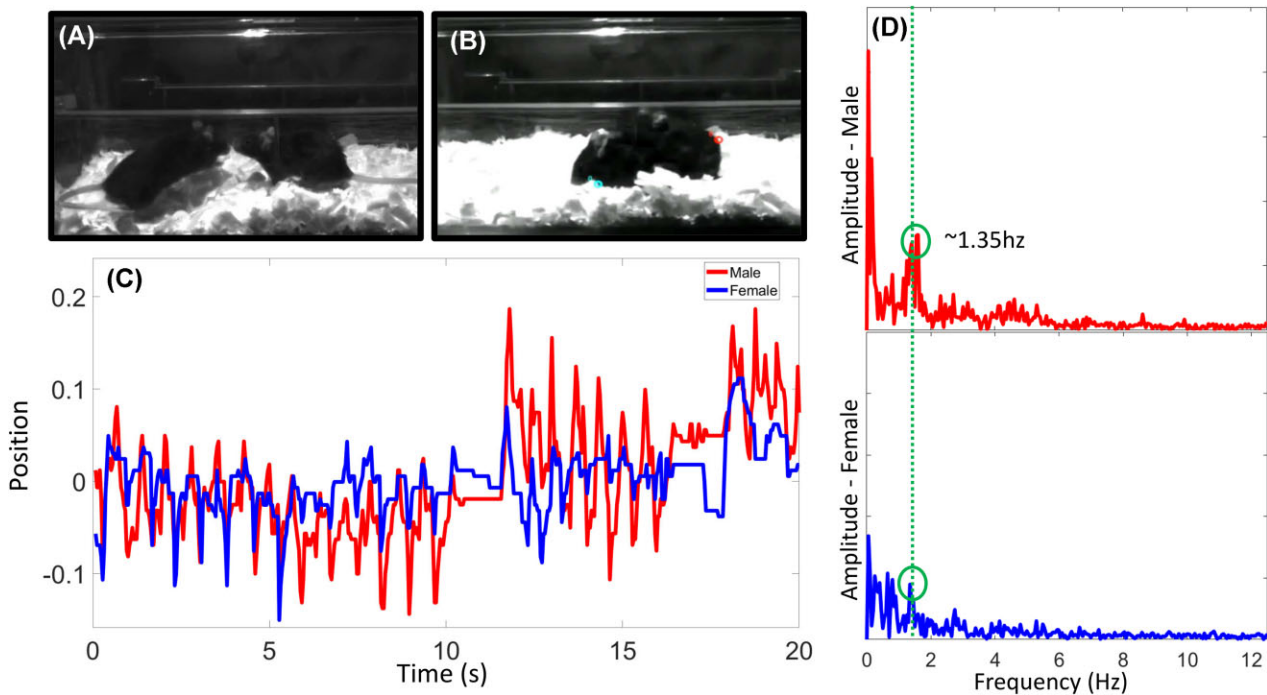 (A)
(B)
(C)
Male
Female
0.2
0.1
0
-0.1
Position
0
5
10
15
20
Time (s)
(D)
Amplitude - Male
~1.35hz
Amplitude - Female
0
2
4
6
8
10
12
Frequency (Hz)